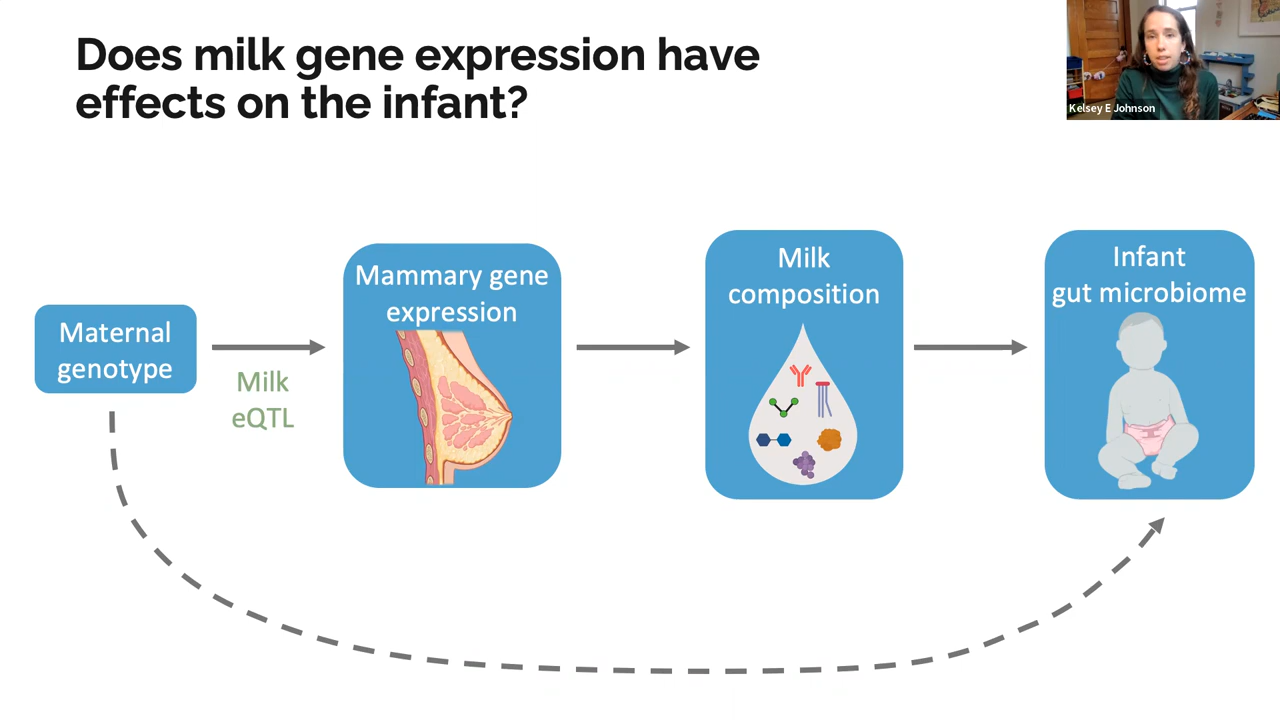 Does milk gene expression have
effects on the infant?
Kelsey E Johnson
Maternal
genotype
Milk
eQTL
Mammary gene
expression
Milk
composition
Infant
gut microbiome